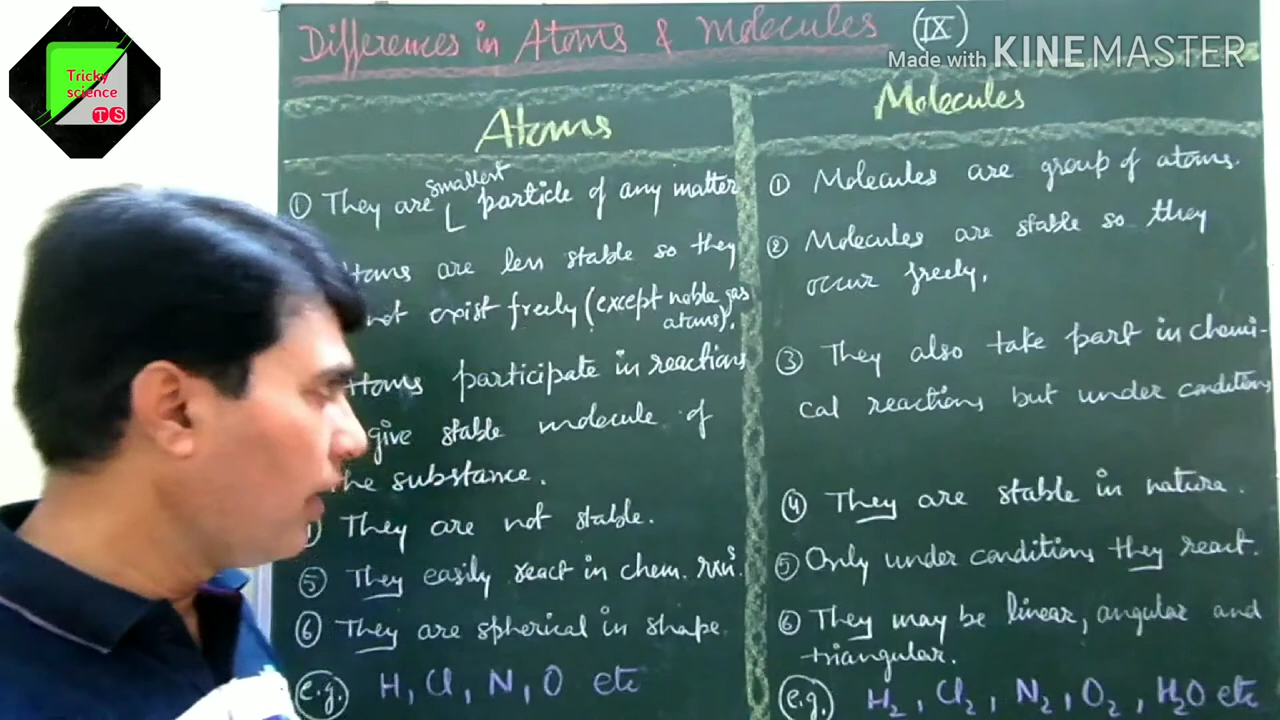 Tricky
science
TS
Differences in Atoms & Molecules (IX)
Made with KINEMASTER
Atoms
① They are smallest particle of any matter
atoms are less stable so they
not exist freely (except noble gas
atoms).
Atoms participate in reactions
give stable molecule of
the substance.
They are not stable.
⑤ They easily react in chem. rxns.
⑥ They are spherical in shape.
e.g. H, Cl, N, O etc
Molecules
① Molecules are group of atoms.
② Molecules are stable so they
occur freely.
③ They also take part in chemi-
cal reactions but under conditions
④ They are stable in nature.
⑤ Only under conditions they react.
⑥ They may be linear, angular and
triangular.
e.g. H₂, Cl₂, N₂, O₂, H₂O etc